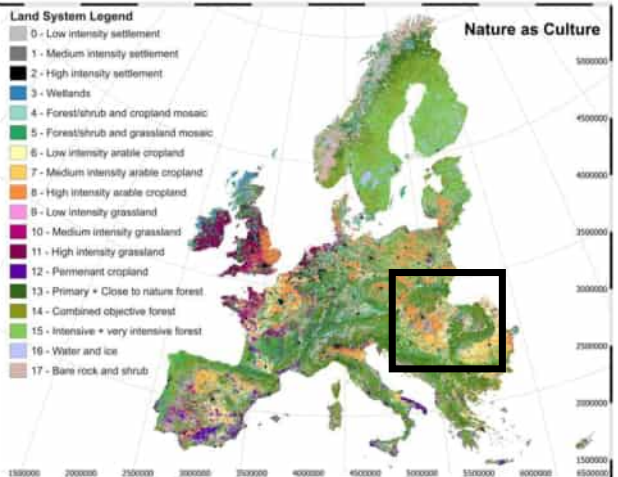 Land System Legend
Nature as Culture
0 - Low intensity settlement
1 - Medium intensity settlement
2 - High intensity settlement
3 - Wetlands
4 - Forest/shrub and cropland mosaic
5 - Forest/shrub and grassland mosaic
6 - Low intensity arable cropland
7 - Medium intensity arable cropland
8 - High intensity arable cropland
9 - Low intensity grassland
10 - Medium intensity grassland
11 - High intensity grassland
12 - Permenant cropland
13 - Primary + Close to nature forest
14 - Combined objective forest
15 - Intensive + very intensive forest
16 - Water and ice
17 - Bare rock and shrub
5000000
4500000
4000000
3500000
3000000
2500000
2000000
1500000
1500000 2000000 2500000 3000000 3500000 4000000 4500000 5000000 5500000 6000000 6500000